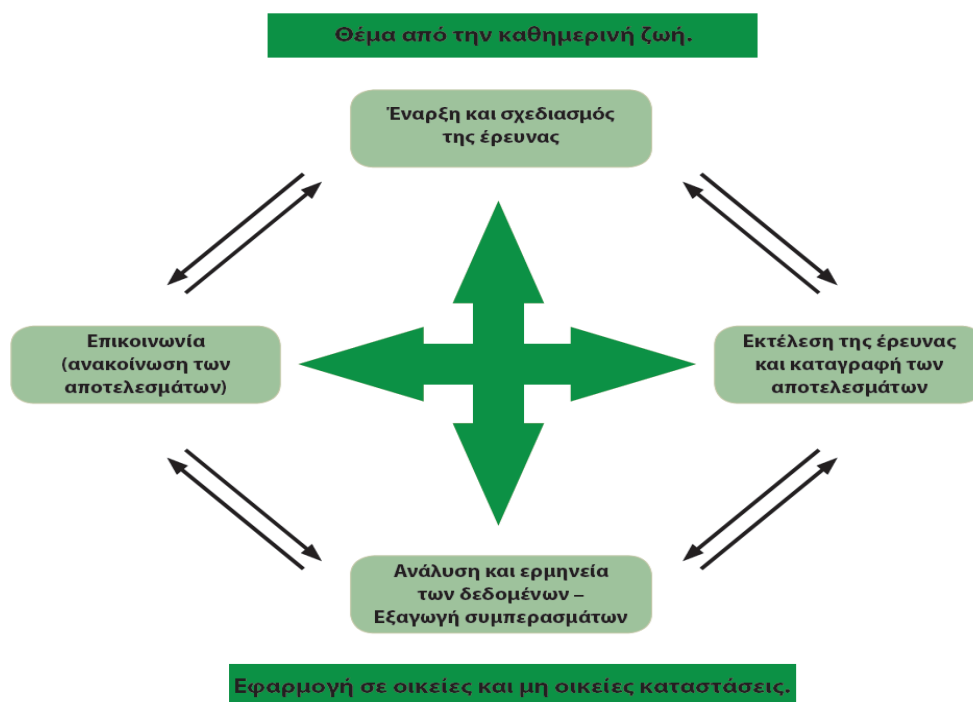 Θέμα από την καθημερινή ζωή.
Έναρξη και σχεδιασμός
της έρευνας
Επικοινωνία
(ανακοίνωση των
αποτελεσμάτων)
Εκτέλεση της έρευνας
και καταγραφή των
αποτελεσμάτων
Ανάλυση και ερμηνεία
των δεδομένων –
Εξαγωγή συμπερασμάτων
Εφαρμογή σε οικείες και μη οικείες καταστάσεις.